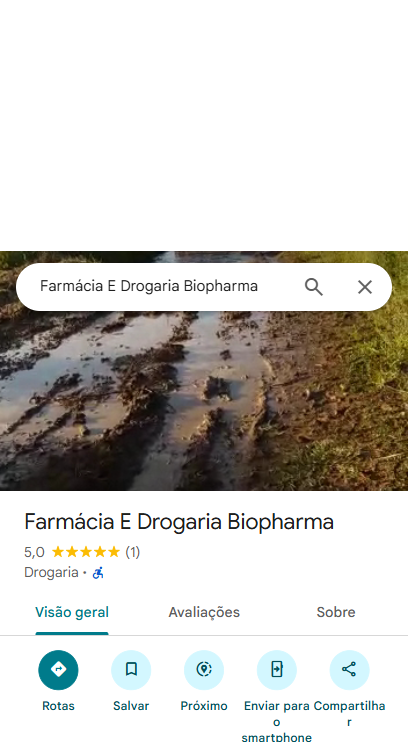 Farmácia E Drogaria Biopharma
Farmácia E Drogaria Biopharma
5,0 ★★★★★ (1)
Drogaria ·
Visão geral Avaliações Sobre
Rotas Salvar Próximo Enviar para o smartphone Compartilhar